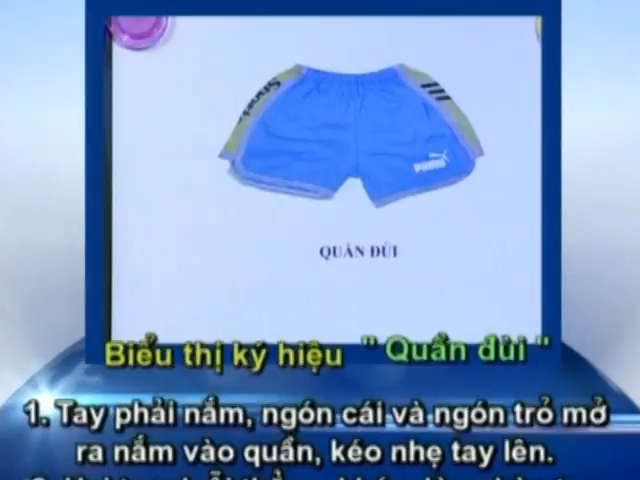 PUMA
QUẦN ĐÙI
Biểu thị ký hiệu " Quần đùi "
1. Tay phải nắm, ngón cái và ngón trỏ mở
ra nắm vào quần, kéo nhẹ tay lên.